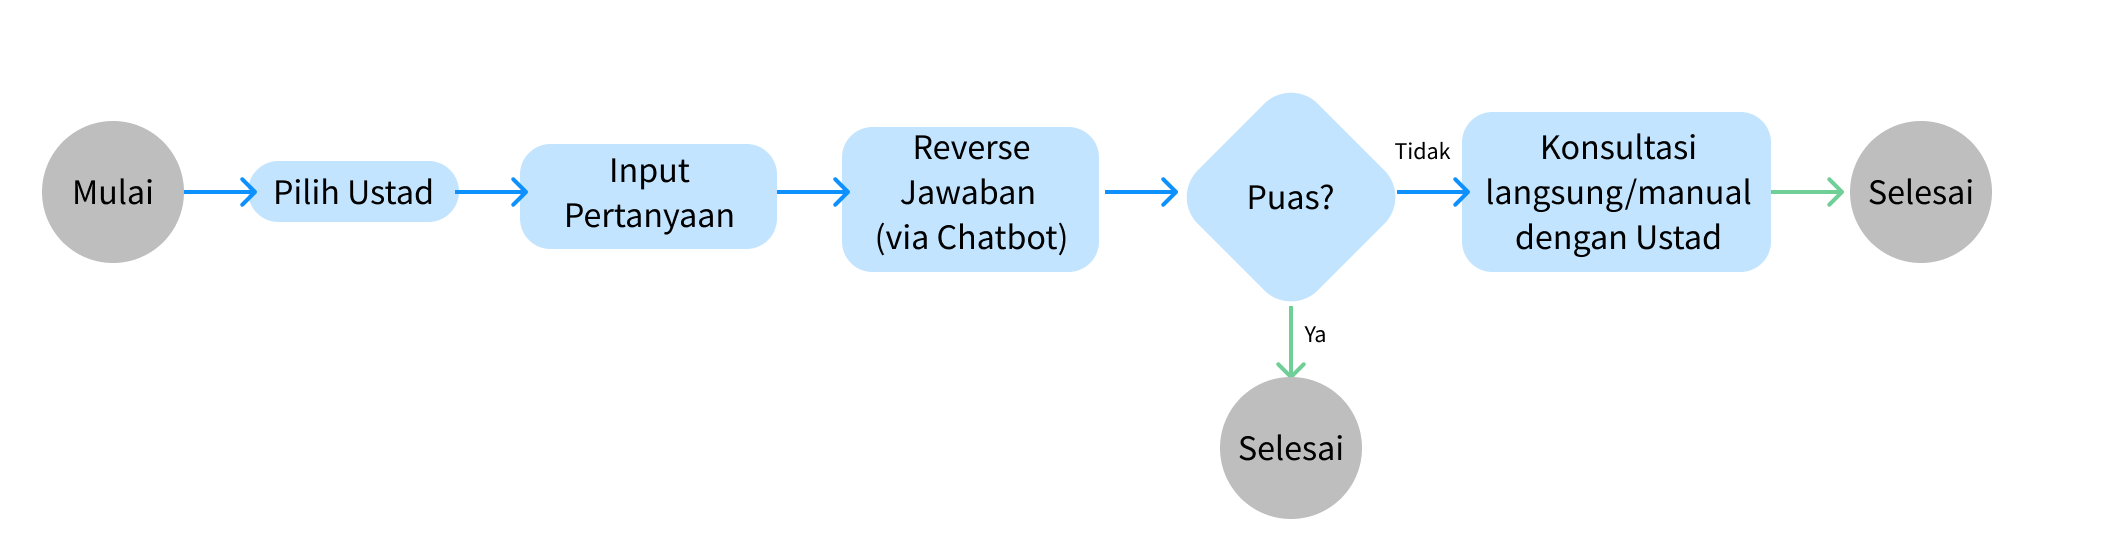 Mulai
Pilih Ustad
Input
Pertanyaan
Reverse
Jawaban
(via Chatbot)
Puas?
Tidak
Konsultasi
langsung/manual
dengan Ustad
Selesai
Ya
Selesai